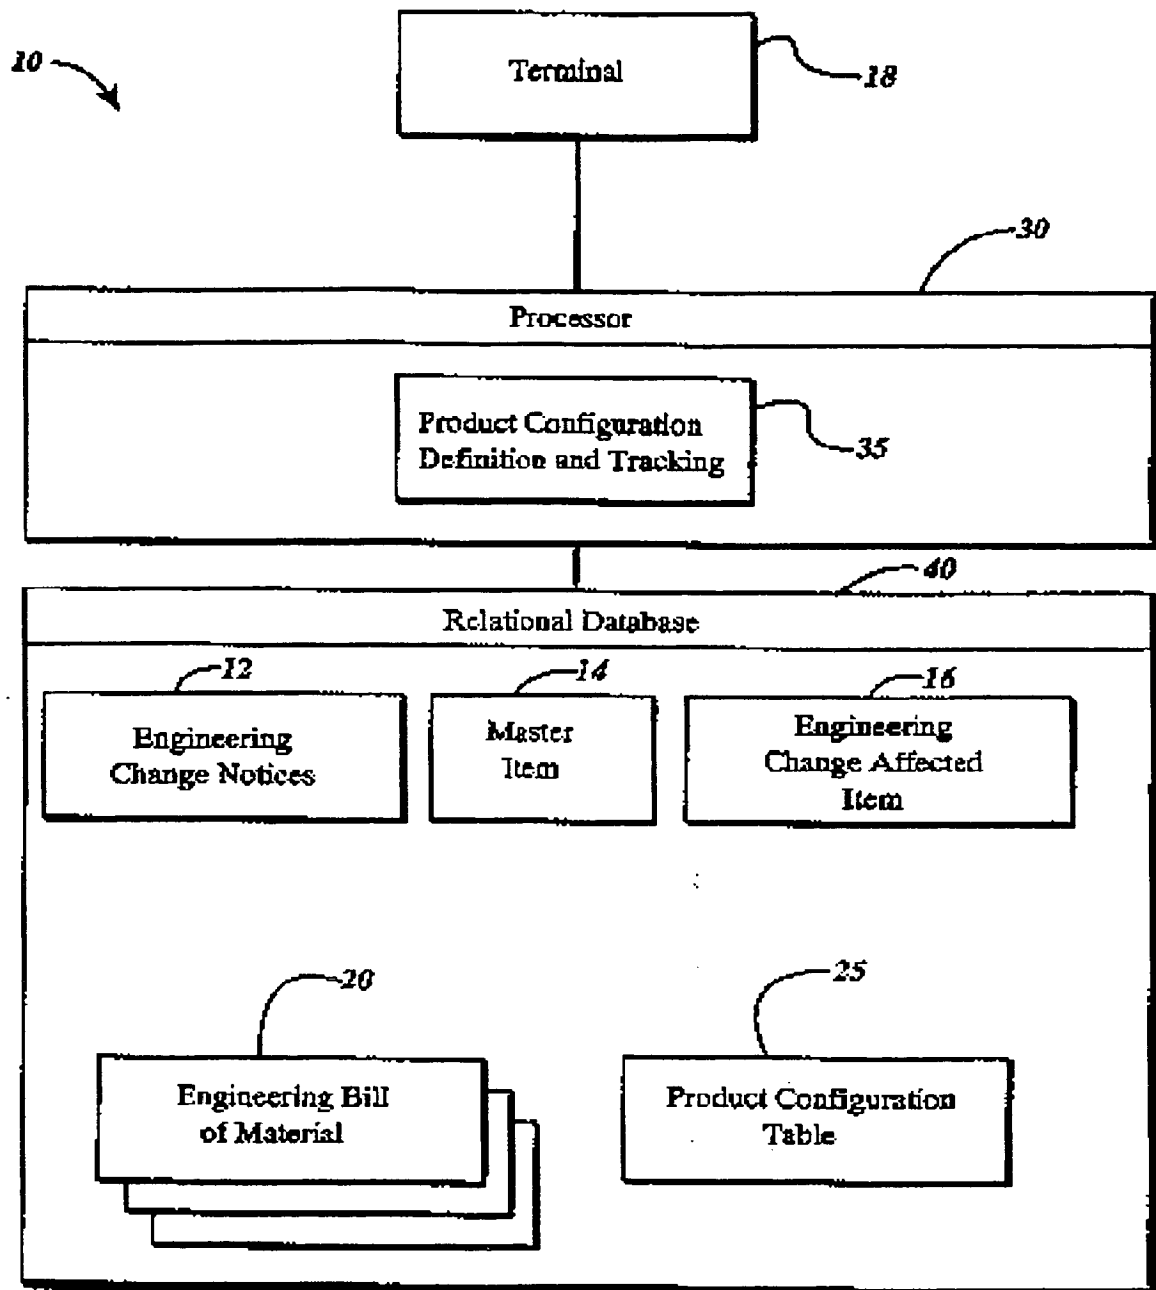 10
Terminal
18
30
Processor
Product Configuration
Definition and Tracking
35
40
Relational Database
12
14
16
Engineering
Change Notices
Master
Item
Engineering
Change Affected
Item
20
25
Engineering Bill
of Material
Product Configuration
Table